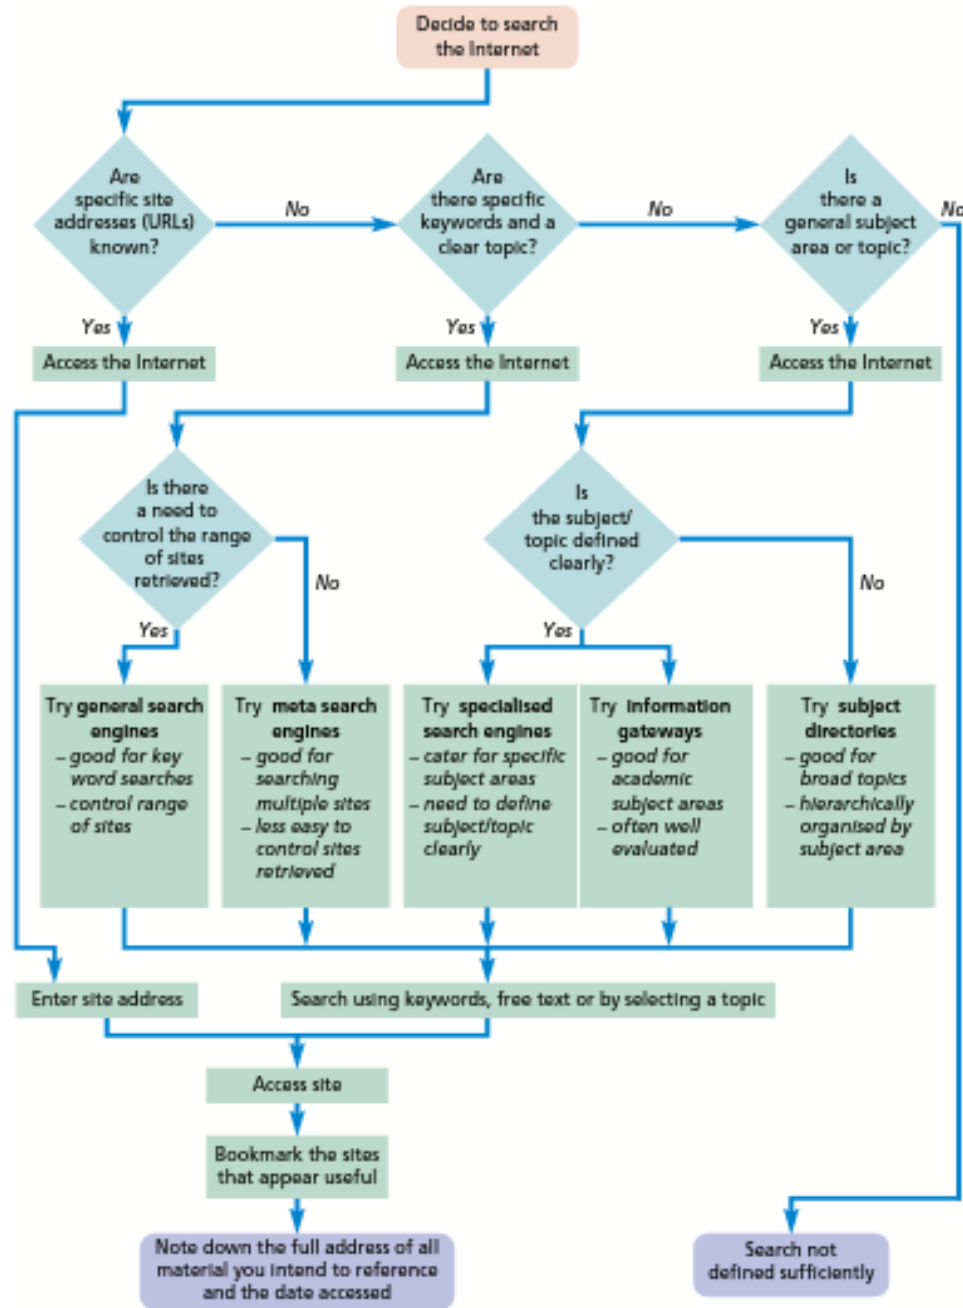 Decide to search
the Internet
Are
specific site
addresses (URLs)
known?
No
Are
there specific
keywords and a
clear topic?
No
Is
there a
general subject
area or topic?
No
Yes
Yes
Yes
Access the Internet
Access the Internet
Access the Internet
Is there
a need to
control the range
of sites
retrieved?
No
Yes
Is
the subject/
topic defined
clearly?
No
Yes
Try general search
engines
– good for key
word searches
– control range
of sites
Try meta search
engines
– good for
searching
multiple sites
– less easy to
control sites
retrieved
Try specialised
search engines
– cater for specific
subject areas
– need to define
subject/topic
clearly
Try information
gateways
– good for
academic
subject areas
– often well
evaluated
Try subject
directories
– good for
broad topics
– hierarchically
organised by
subject area
Enter site address
Search using keywords, free text or by selecting a topic
Access site
Bookmark the sites
that appear useful
Note down the full address of all
material you intend to reference
and the date accessed
Search not
defined sufficiently